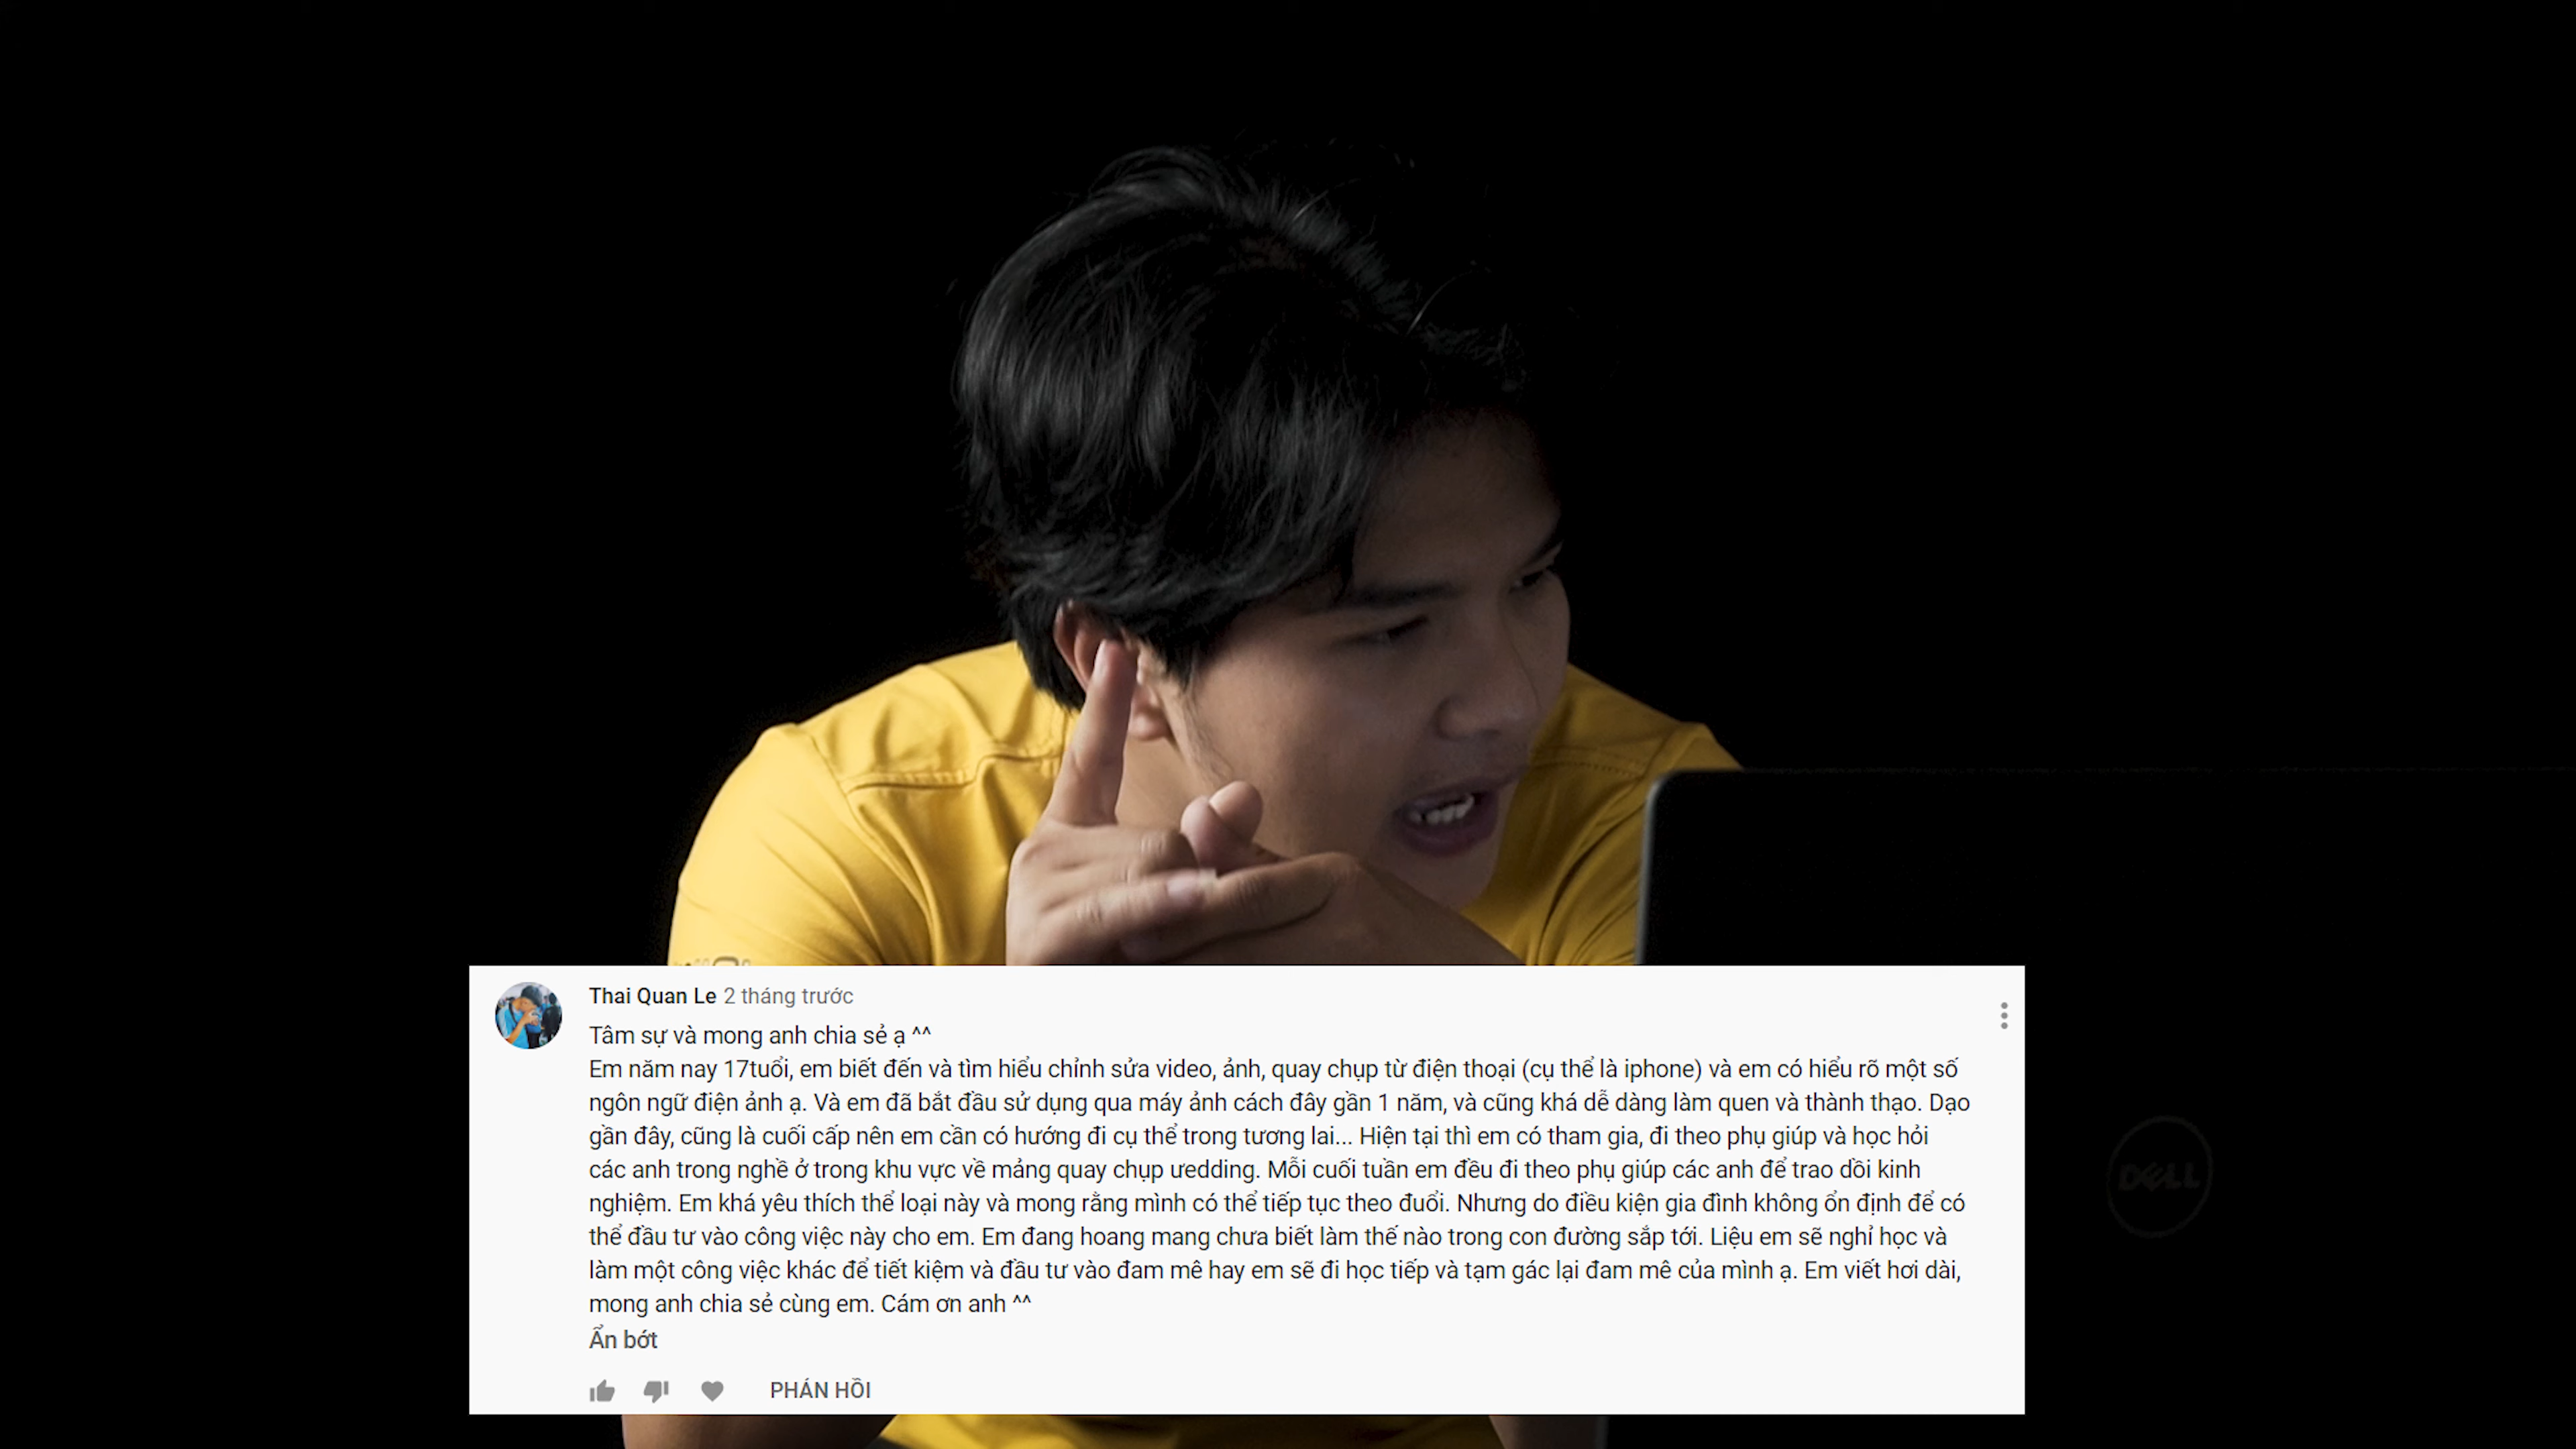 Thai Quan Le 2 tháng trước
Tâm sự và mong anh chia sẻ ạ ^^
Em năm nay 17tuổi, em biết đến và tìm hiểu chỉnh sửa video, ảnh, quay chụp từ điện thoại (cụ thể là iphone) và em có hiểu rõ một số
ngôn ngữ điện ảnh ạ. Và em đã bắt đầu sử dụng qua máy ảnh cách đây gần 1 năm, và cũng khá dễ dàng làm quen và thành thạo. Dạo
gần đây, cũng là cuối cấp nên em cần có hướng đi cụ thể trong tương lai... Hiện tại thì em có tham gia, đi theo phụ giúp và học hỏi
các anh trong nghề ở trong khu vực về mảng quay chụp ưedding. Mỗi cuối tuần em đều đi theo phụ giúp các anh để trao dồi kinh
nghiệm. Em khá yêu thích thể loại này và mong rằng mình có thể tiếp tục theo đuổi. Nhưng do điều kiện gia đình không ổn định để có
thể đầu tư vào công việc này cho em. Em đang hoang mang chưa biết làm thế nào trong con đường sắp tới. Liệu em sẽ nghỉ học và
làm một công việc khác để tiết kiệm và đầu tư vào đam mê hay em sẽ đi học tiếp và tạm gác lại đam mê của mình ạ. Em viết hơi dài,
mong anh chia sẻ cùng em. Cám ơn anh ^^
Ẩn bớt
PHẢN HỒI
DELL